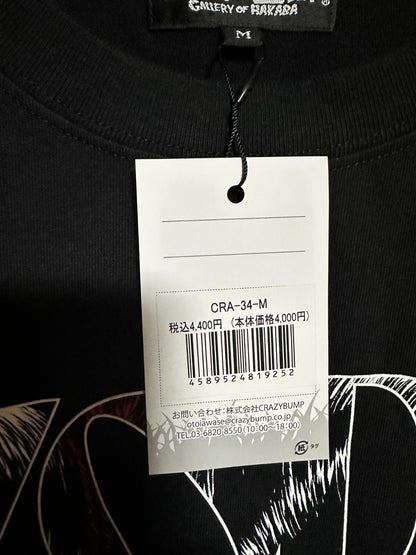 GALLERY OF HAKABA
M
CRA-34-M
税込4,400円 (本体価格4,000円)
4589524819252
お問い合わせ：株式会社CRAZYBUMP
otoiawase@crazybump.co.jp
TEL.03-6820-8550（10:00～18:00）
紙 タグ